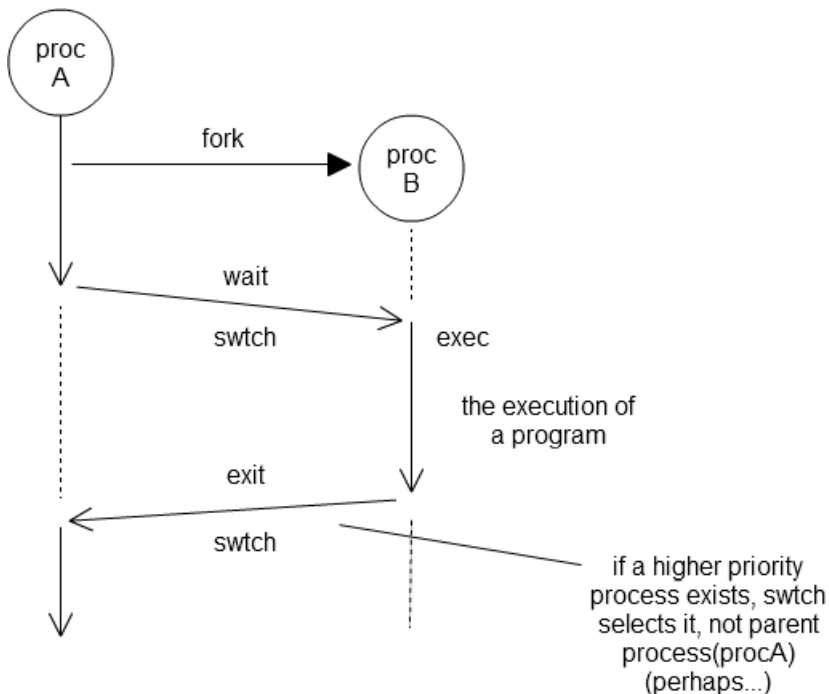 proc
A
fork
proc
B
wait
swtch
exec
the execution of
a program
exit
swtch
if a higher priority
process exists, swtch
selects it, not parent
process(procA)
(perhaps...)